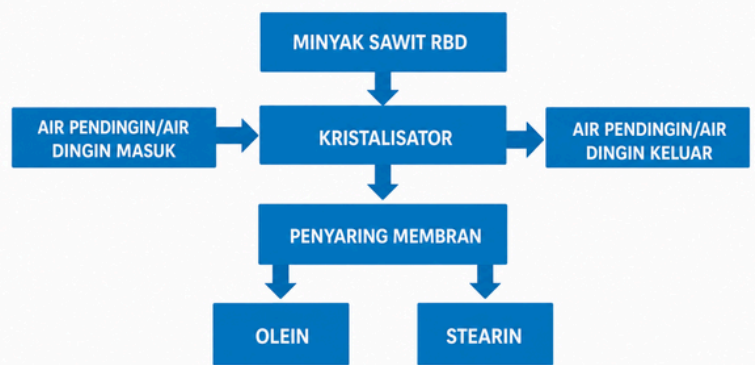 MINYAK SAWIT RBD
AIR PENDINGIN/AIR
DINGIN MASUK
KRISTALISATOR
AIR PENDINGIN/AIR
DINGIN KELUAR
PENYARING MEMBRAN
OLEIN
STEARIN